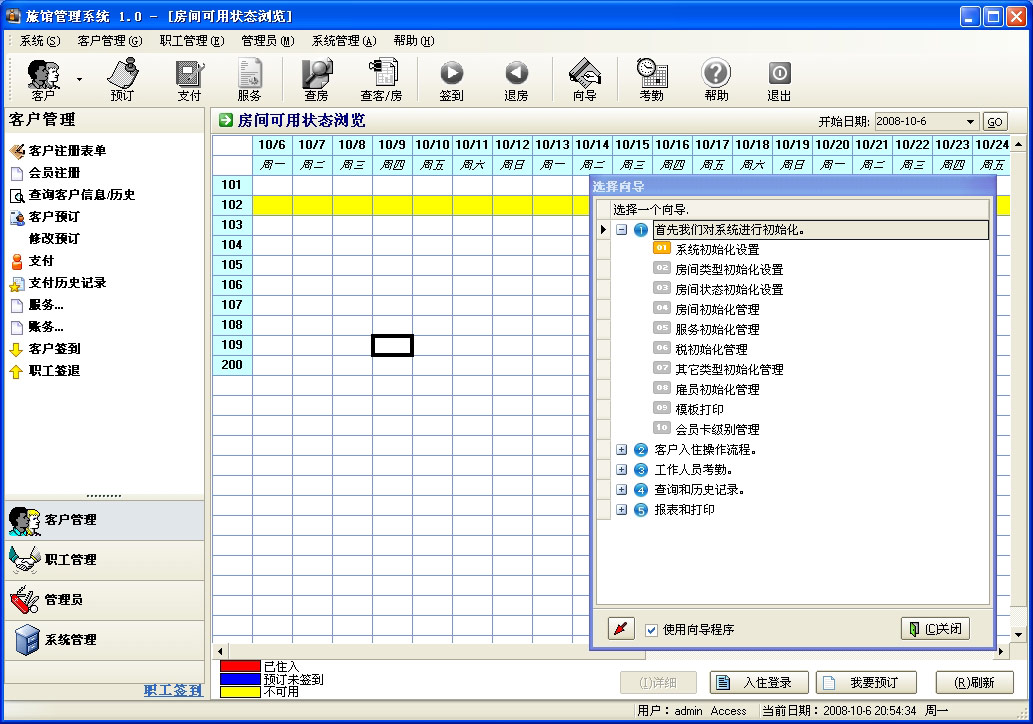 旅馆管理系统 1.0 - [房间可用状态浏览]
系统(S) 客户管理(G) 职工管理(E) 管理员(M) 系统管理(A) 帮助(H)
客户 预订 支付 服务 查房 查客/房 签到 退房 向导 考勤 帮助 退出
客户管理
房间可用状态浏览
开始日期: 2008-10-6 GO
客户注册表单
会员注册
查询客户信息/历史
客户预订
修改预订
支付
支付历史记录
服务...
账务...
客户签到
职工签退
客户管理
职工管理
管理员
系统管理
职工签到
10/6 10/7 10/8 10/9 10/10 10/11 10/12 10/13 10/14 10/15 10/16 10/17 10/18 10/19 10/20 10/21 10/22 10/23 10/24
周一 周二 周三 周四 周五 周六 周日 周一 周二 周三 周四 周五 周六 周日 周一 周二 周三 周四 周五
101
102
103
104
105
106
107
108
109
200
选择向导
选择一个向导.
1 首先我们对系统进行初始化。
01 系统初始化设置
02 房间类型初始化设置
03 房间状态初始化设置
04 房间初始化管理
05 服务初始化管理
06 税初始化管理
07 其它类型初始化管理
08 雇员初始化管理
09 模板打印
10 会员卡级别管理
2 客户入住操作流程。
3 工作人员考勤。
4 查询和历史记录。
5 报表和打印
使用向导程序
(C)关闭
已住入
预订未签到
不可用
(I)详细 入住登录 我要预订 (R)刷新
用户: admin Access 当前日期: 2008-10-6 20:54:34 周一